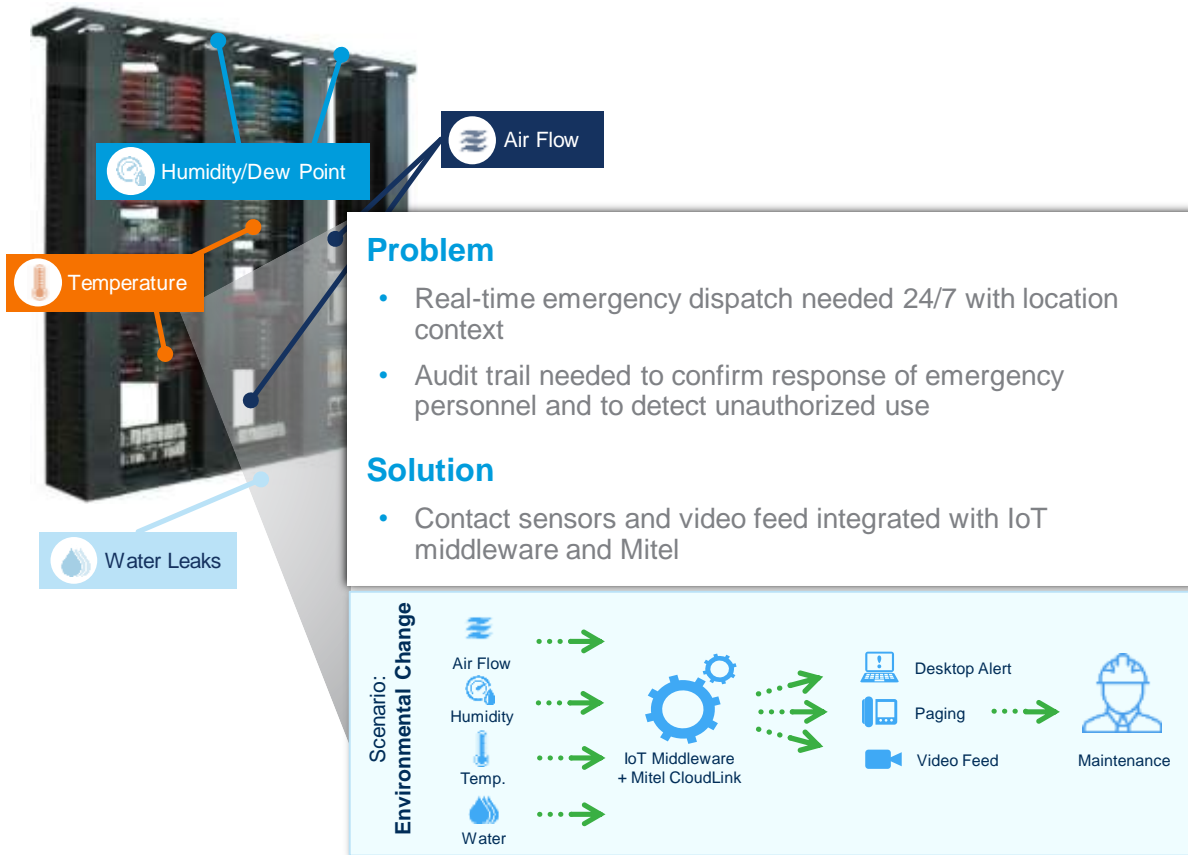 Air Flow
Humidity/Dew Point
Temperature
Water Leaks
Problem
• Real-time emergency dispatch needed 24/7 with location
context
• Audit trail needed to confirm response of emergency
personnel and to detect unauthorized use
Solution
• Contact sensors and video feed integrated with IoT
middleware and Mitel
Scenario:
Environmental Change
Air Flow
Humidity
Temp.
Water
IoT Middleware
+ Mitel CloudLink
Desktop Alert
Paging
Video Feed
Maintenance